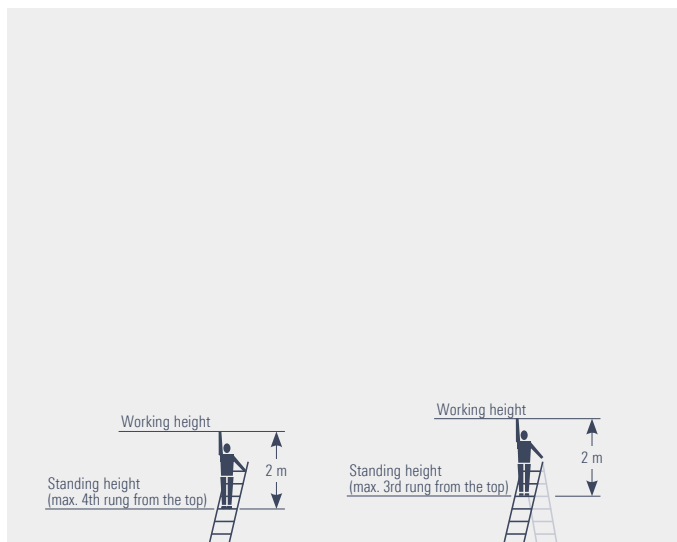 Working height
2 m
Standing height
(max. 4th rung from the top)
Working height
2 m
Standing height
(max. 3rd rung from the top)